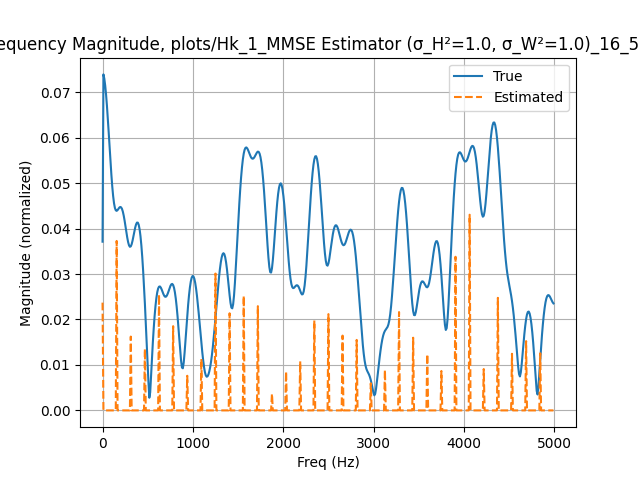 equency Magnitude, plots/Hk_1_MMSE Estimator (σ_H²=1.0, σ_W²=1.0)_16_5
True
Estimated
Magnitude (normalized)
0.07
0.06
0.05
0.04
0.03
0.02
0.01
0.00
0 1000 2000 3000 4000 5000
Freq (Hz)